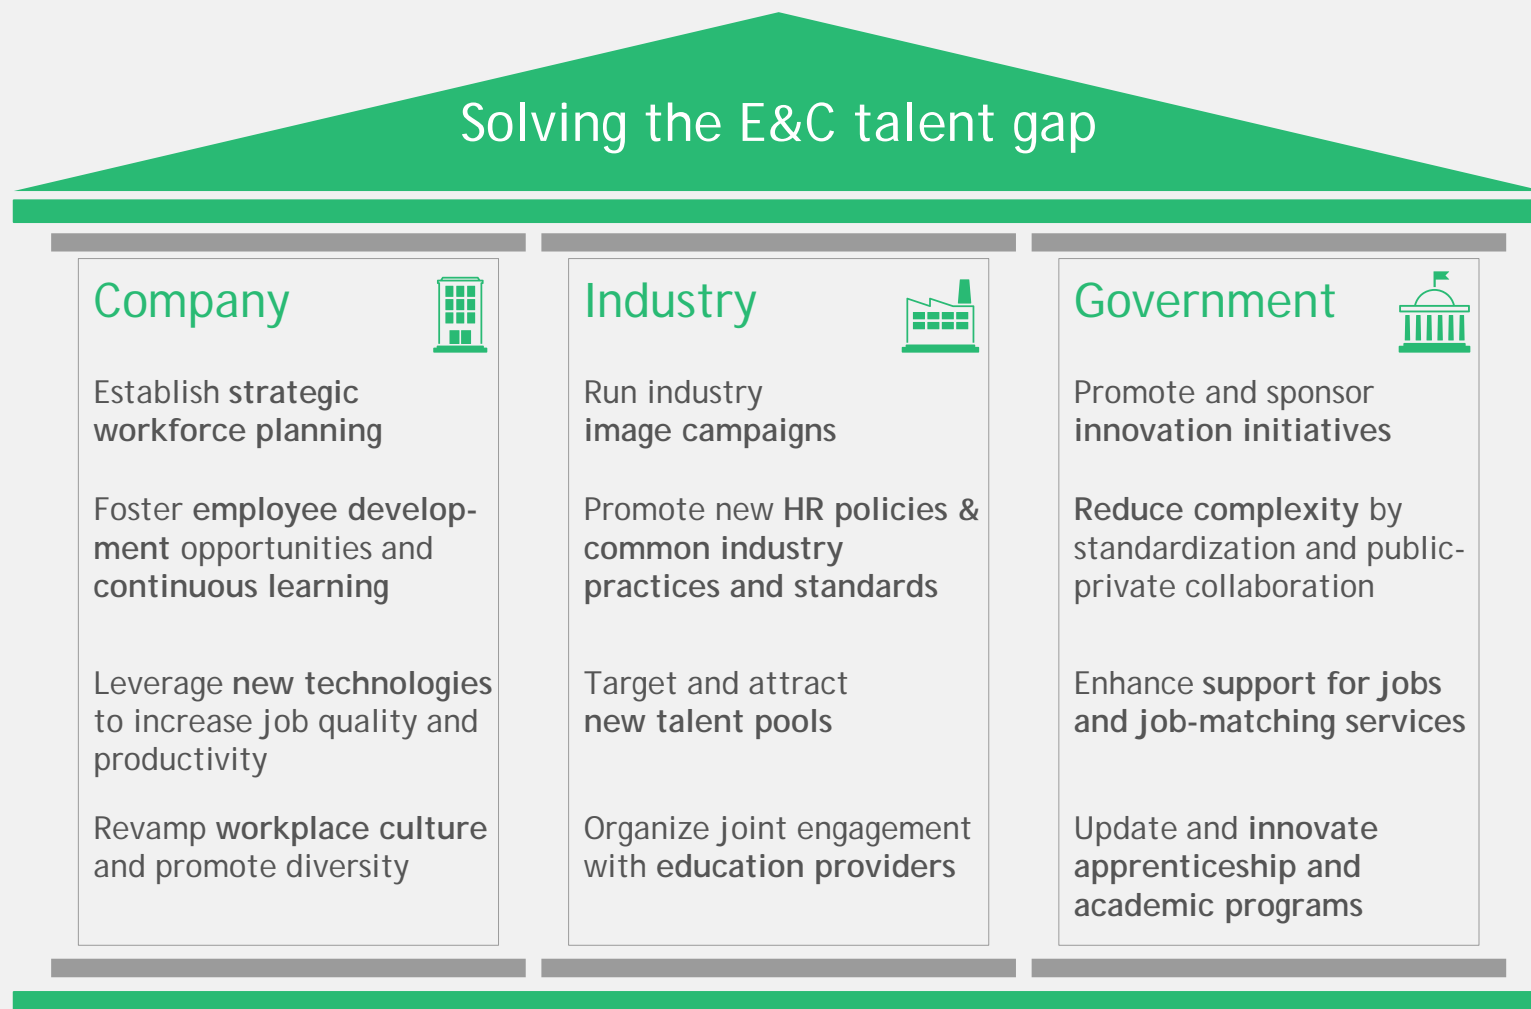 Solving the E&C talent gap
Company
Establish strategic
workforce planning
Foster employee develop-
ment opportunities and
continuous learning
Leverage new technologies
to increase job quality and
productivity
Revamp workplace culture
and promote diversity
Industry
Run industry
image campaigns
Promote new HR policies &
common industry
practices and standards
Target and attract
new talent pools
Organize joint engagement
with education providers
Government
Promote and sponsor
innovation initiatives
Reduce complexity by
standardization and public-
private collaboration
Enhance support for jobs
and job-matching services
Update and innovate
apprenticeship and
academic programs